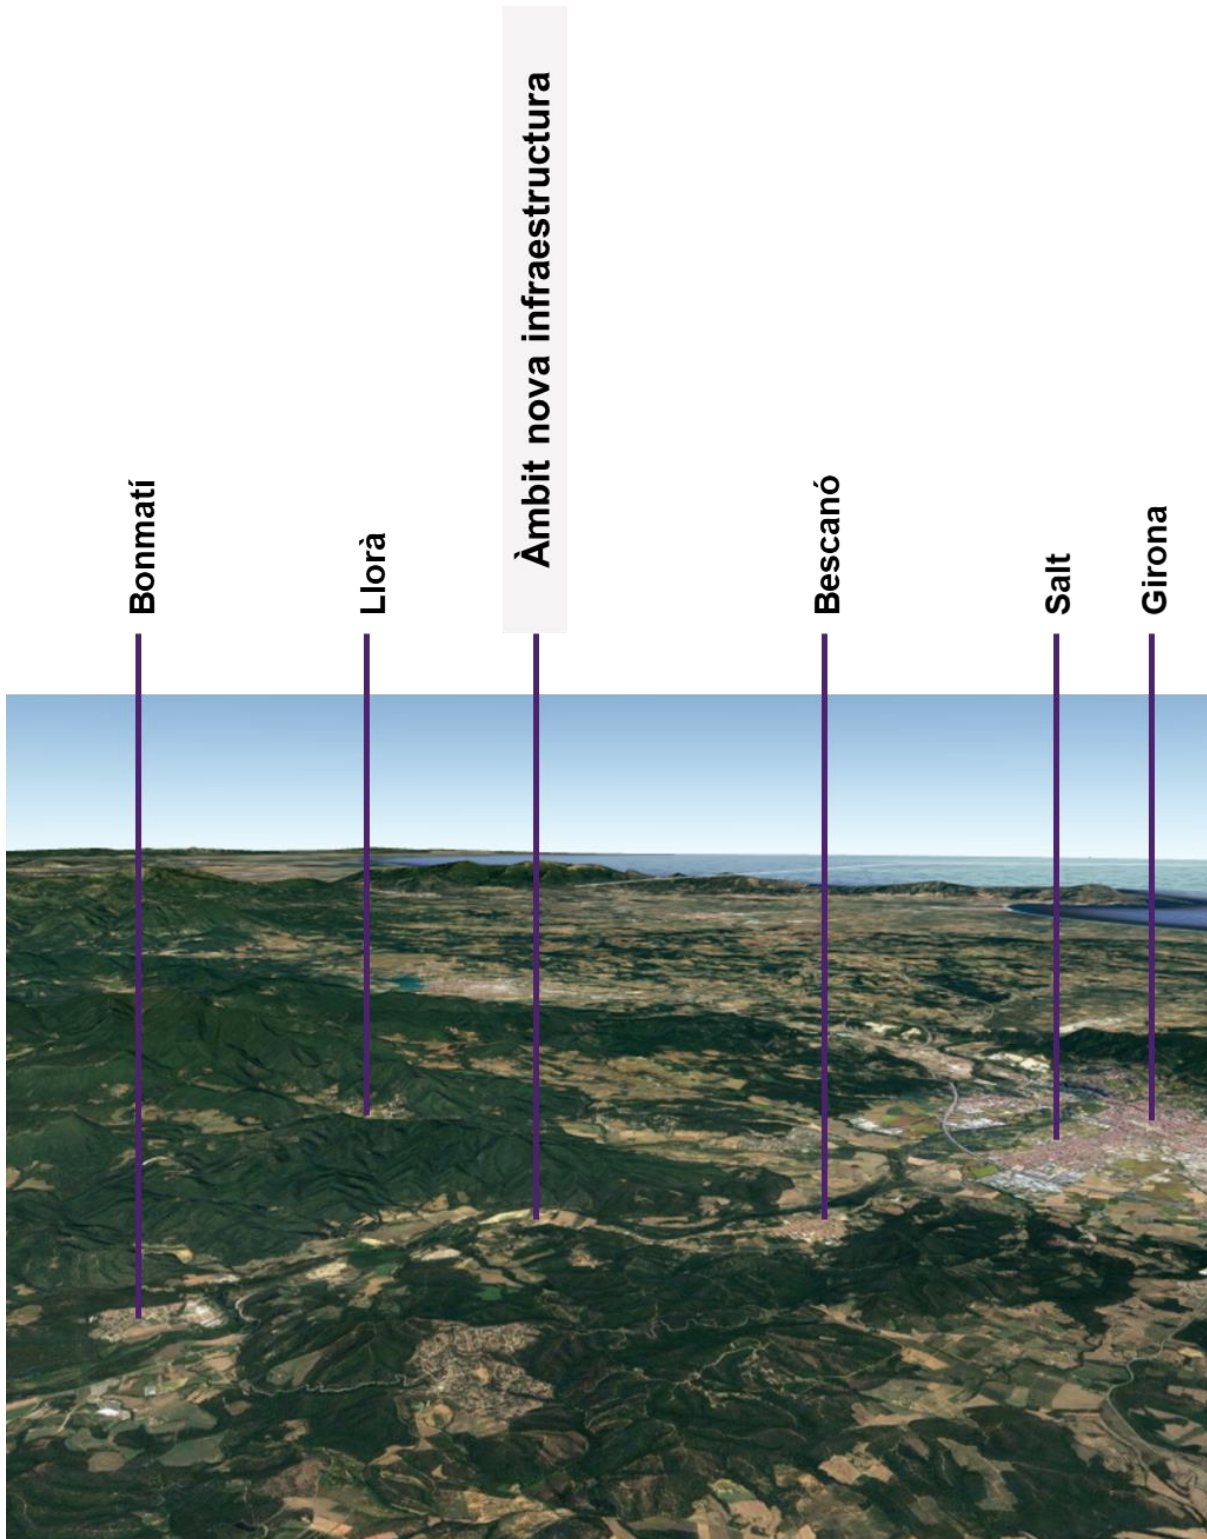 Bonmatí
Llorà
Àmbit nova infraestructura
Bescanó
Salt
Girona